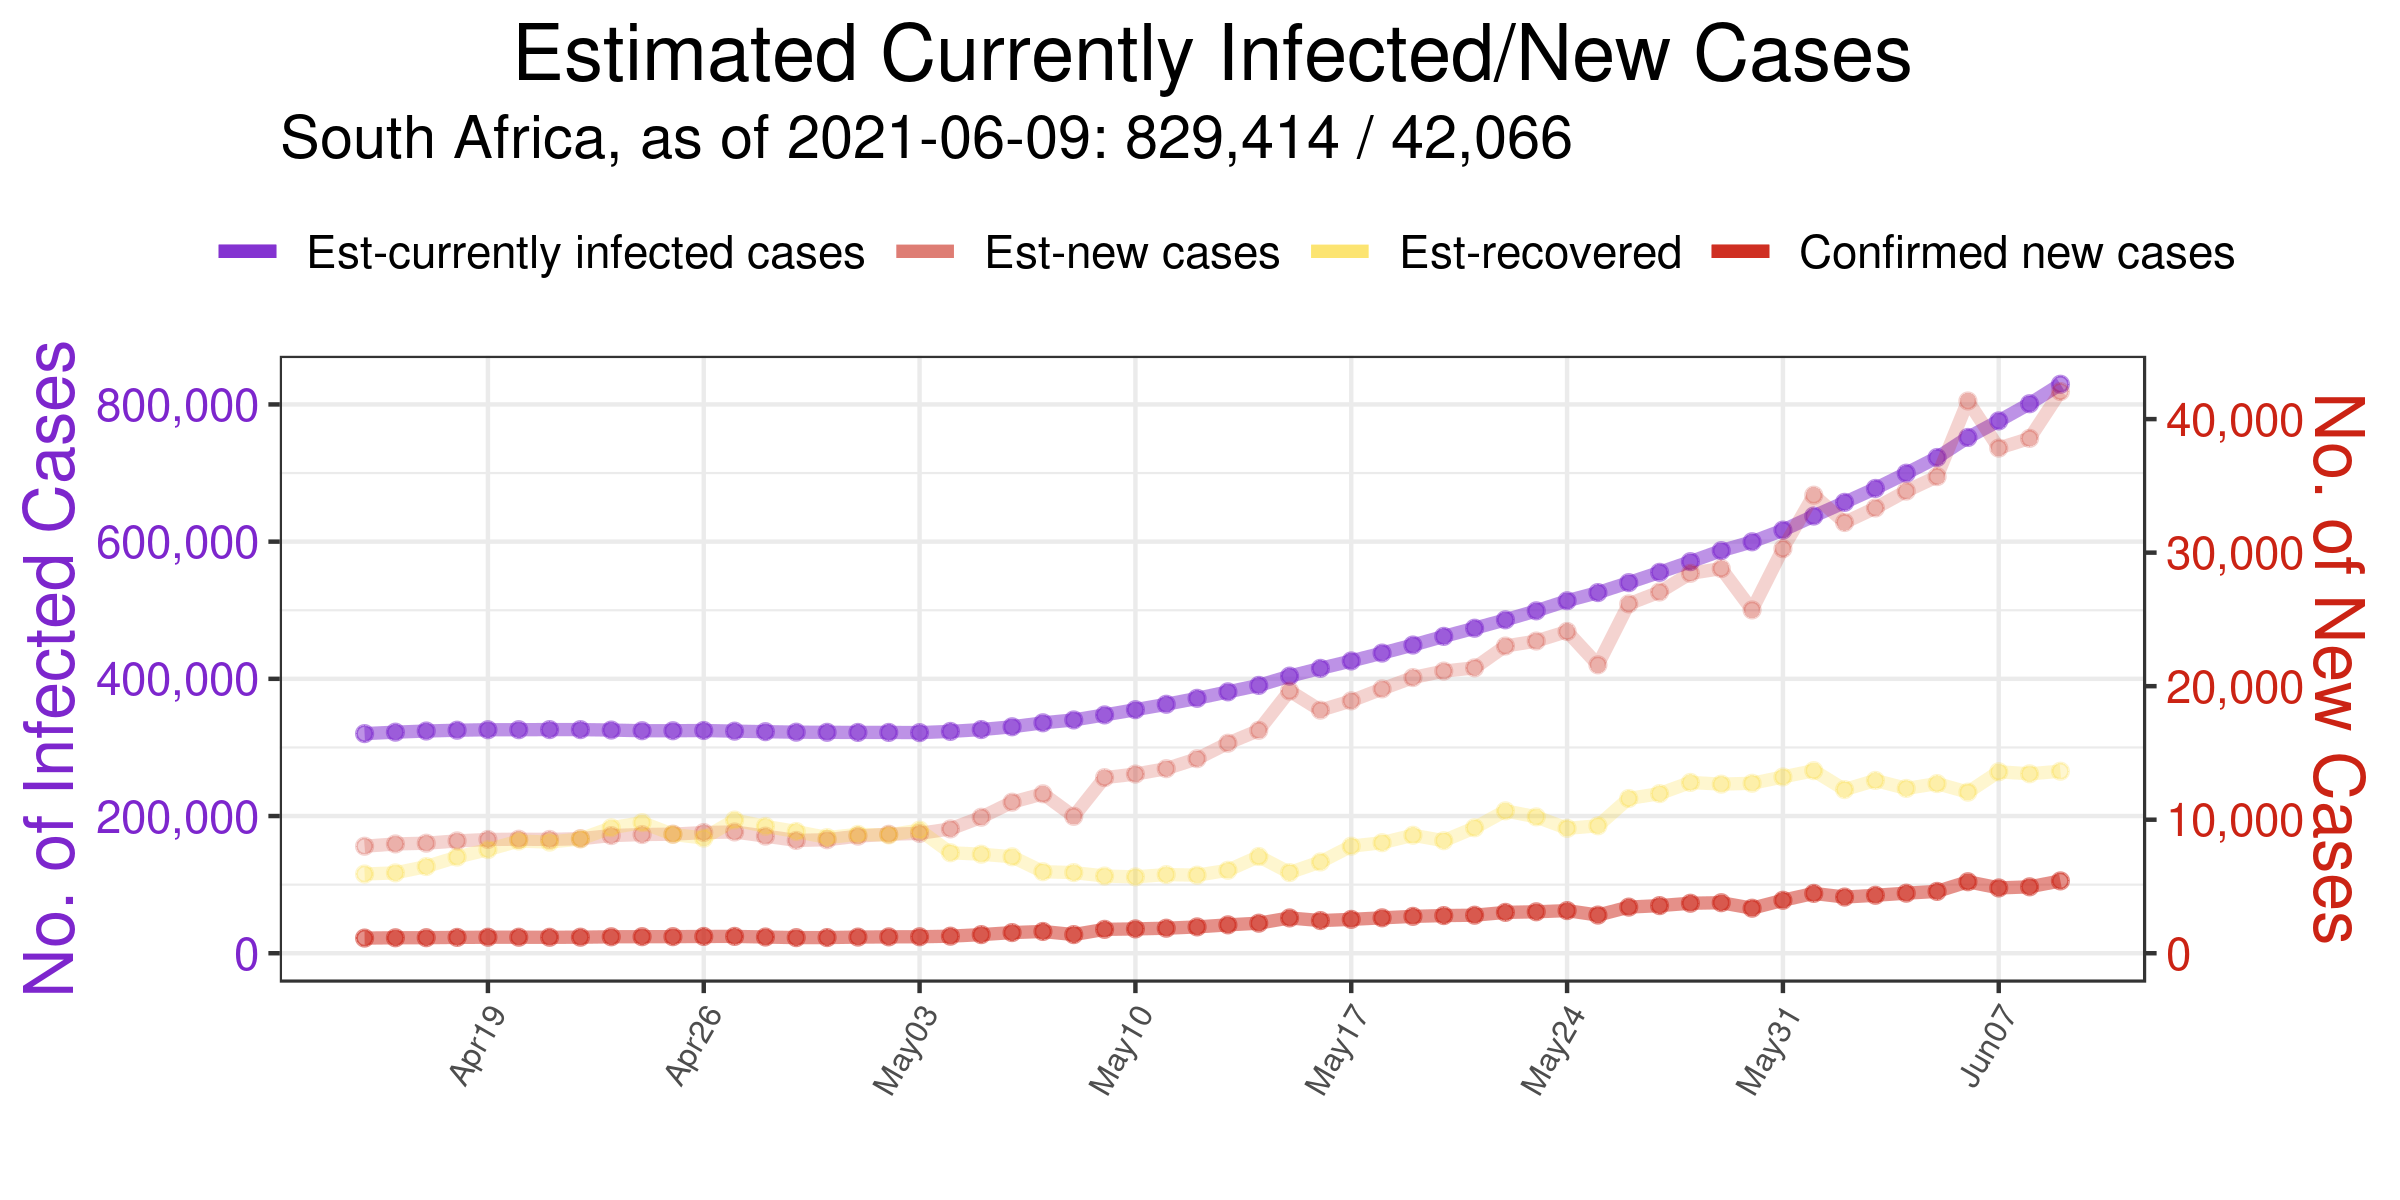 Estimated Currently Infected/New Cases
South Africa, as of 2021-06-09: 829,414 / 42,066
Est-currently infected cases
Est-new cases
Est-recovered
Confirmed new cases
No. of Infected Cases
800,000
600,000
400,000
200,000
0
40,000
30,000
20,000
10,000
0
No. of New Cases
Apr19
Apr26
May03
May10
May17
May24
May31
Jun07